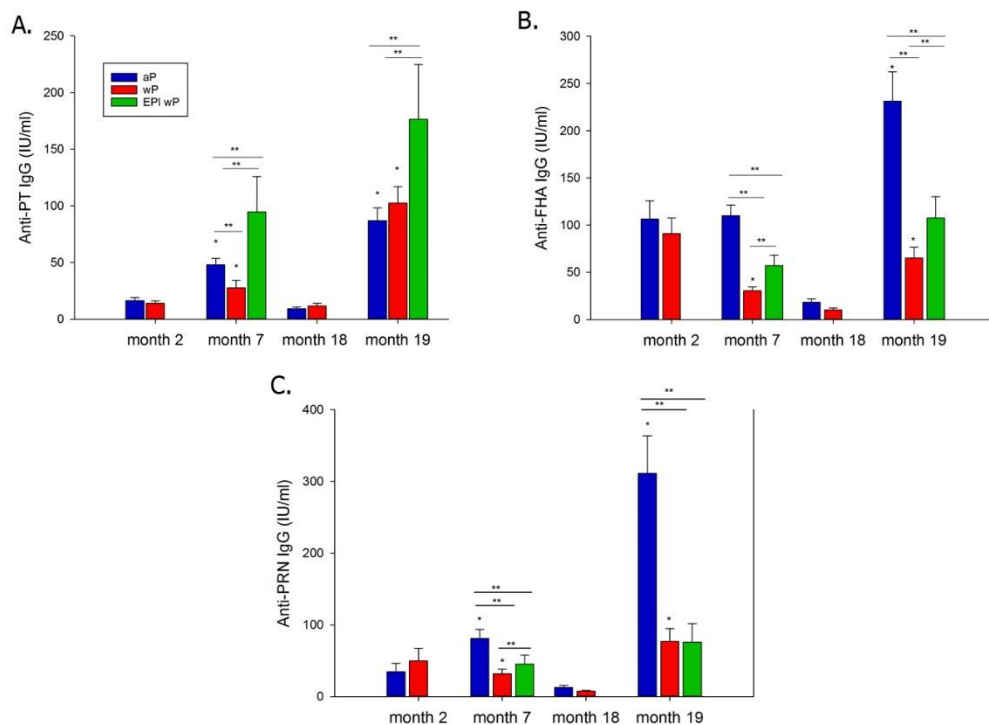 A.
Anti-PT IgG (IU/ml)
250
200
150
100
50
0
aP
wP
EPI wP
**
**
**
**
**
*
*
*
*
month 2
month 7
month 18
month 19
B.
Anti-FHA IgG (IU/ml)
300
250
200
150
100
50
0
**
**
**
**
**
**
*
*
*
month 2
month 7
month 18
month 19
C.
Anti-PRN IgG (IU/ml)
400
300
200
100
0
**
**
**
**
**
*
*
*
*
month 2
month 7
month 18
month 19